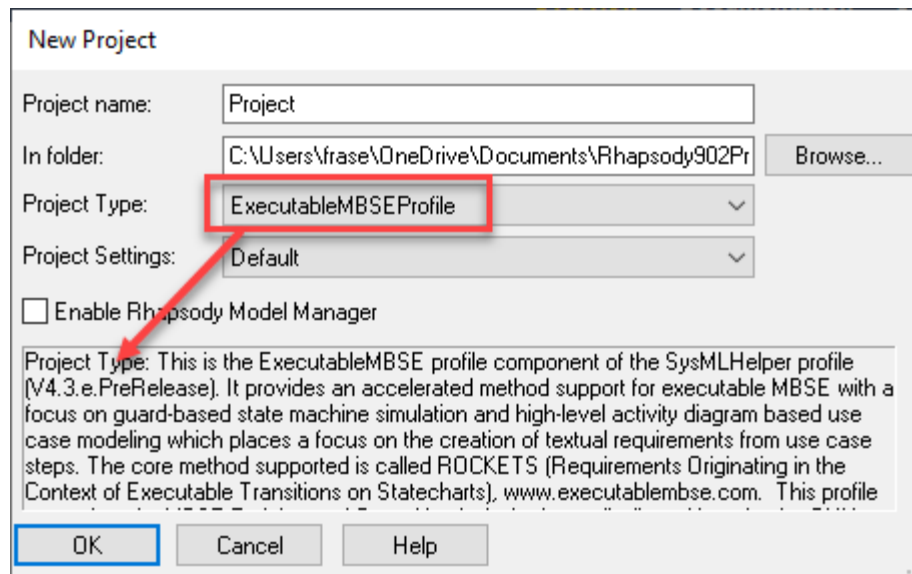 New Project
Project name: Project
In folder: C:\Users\frase\OneDrive\Documents\Rhapsody902Pr Browse...
Project Type: ExecutableMBSEProfile
Project Settings: Default
Enable Rhapsody Model Manager
Project Type: This is the ExecutableMBSE profile component of the SysMLHelper profile
(V4.3.e.PreRelease). It provides an accelerated method support for executable MBSE with a
focus on guard-based state machine simulation and high-level activity diagram based use
case modeling which places a focus on the creation of textual requirements from use case
steps. The core method supported is called ROCKETS (Requirements Originating in the
Context of Executable Transitions on Statecharts), www.executablembse.com. This profile
OK Cancel Help